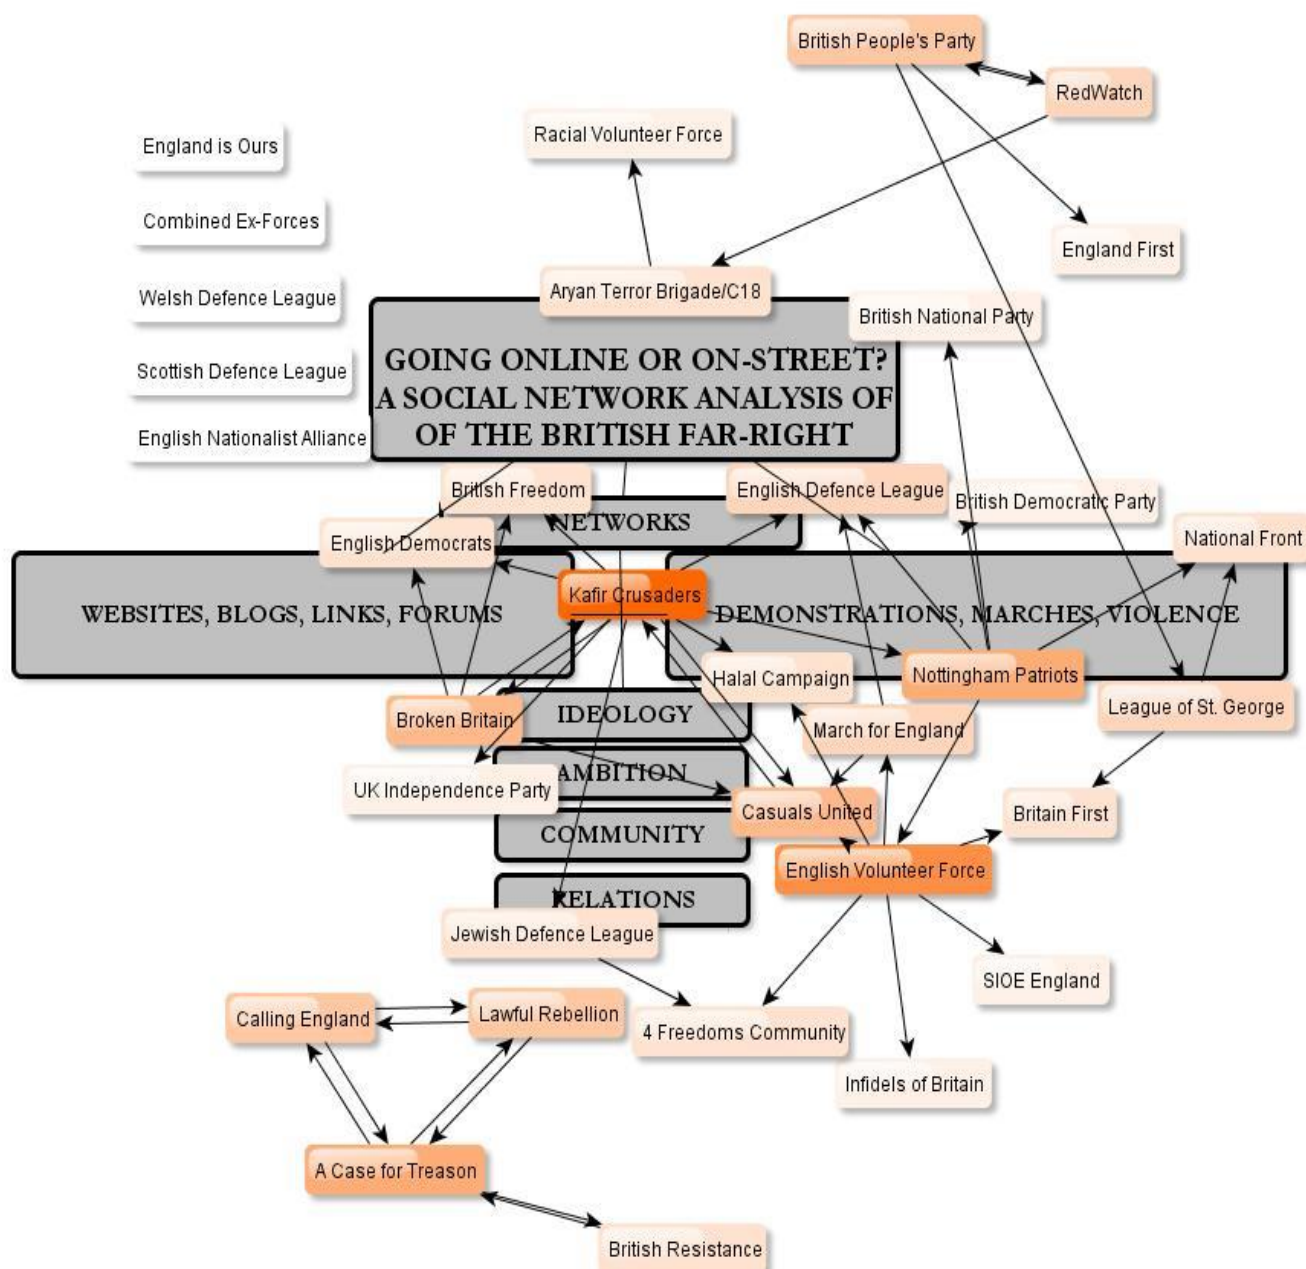 British People's Party
RedWatch
Racial Volunteer Force
England is Ours
Combined Ex-Forces
England First
Welsh Defence League
Aryan Terror Brigade/C18
British National Party
GOING ONLINE OR ON-STREET?
A SOCIAL NETWORK ANALYSIS OF
OF THE BRITISH FAR-RIGHT
Scottish Defence League
English Nationalist Alliance
British Freedom
English Defence League
British Democratic Party
NETWORKS
English Democrats
National Front
Kafir Crusaders
WEBSITES, BLOGS, LINKS, FORUMS
DEMONSTRATIONS, MARCHES, VIOLENCE
Halal Campaign
Nottingham Patriots
Broken Britain
IDEOLOGY
March for England
League of St. George
AMBITION
UK Independence Party
Casuals United
Britain First
COMMUNITY
English Volunteer Force
RELATIONS
Jewish Defence League
SIOE England
Calling England
Lawful Rebellion
4 Freedoms Community
Infidels of Britain
A Case for Treason
British Resistance